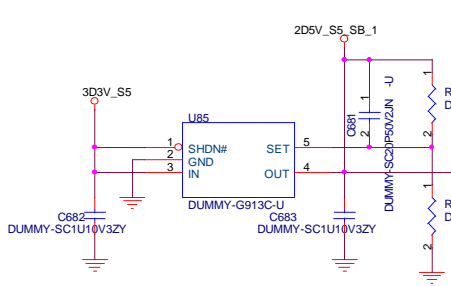 2D5V_S5_SB_1
3D3V_S5
U85
1
SHDN#
SET
5
2
GND
3
IN
OUT
4
DUMMY-G913C-U
C681
1
2
DUMMY-SC20P50V2JN
-U
1
R
D
2
1
R
D
2
C682
DUMMY-SC1U10V3ZY
C683
DUMMY-SC1U10V3ZY